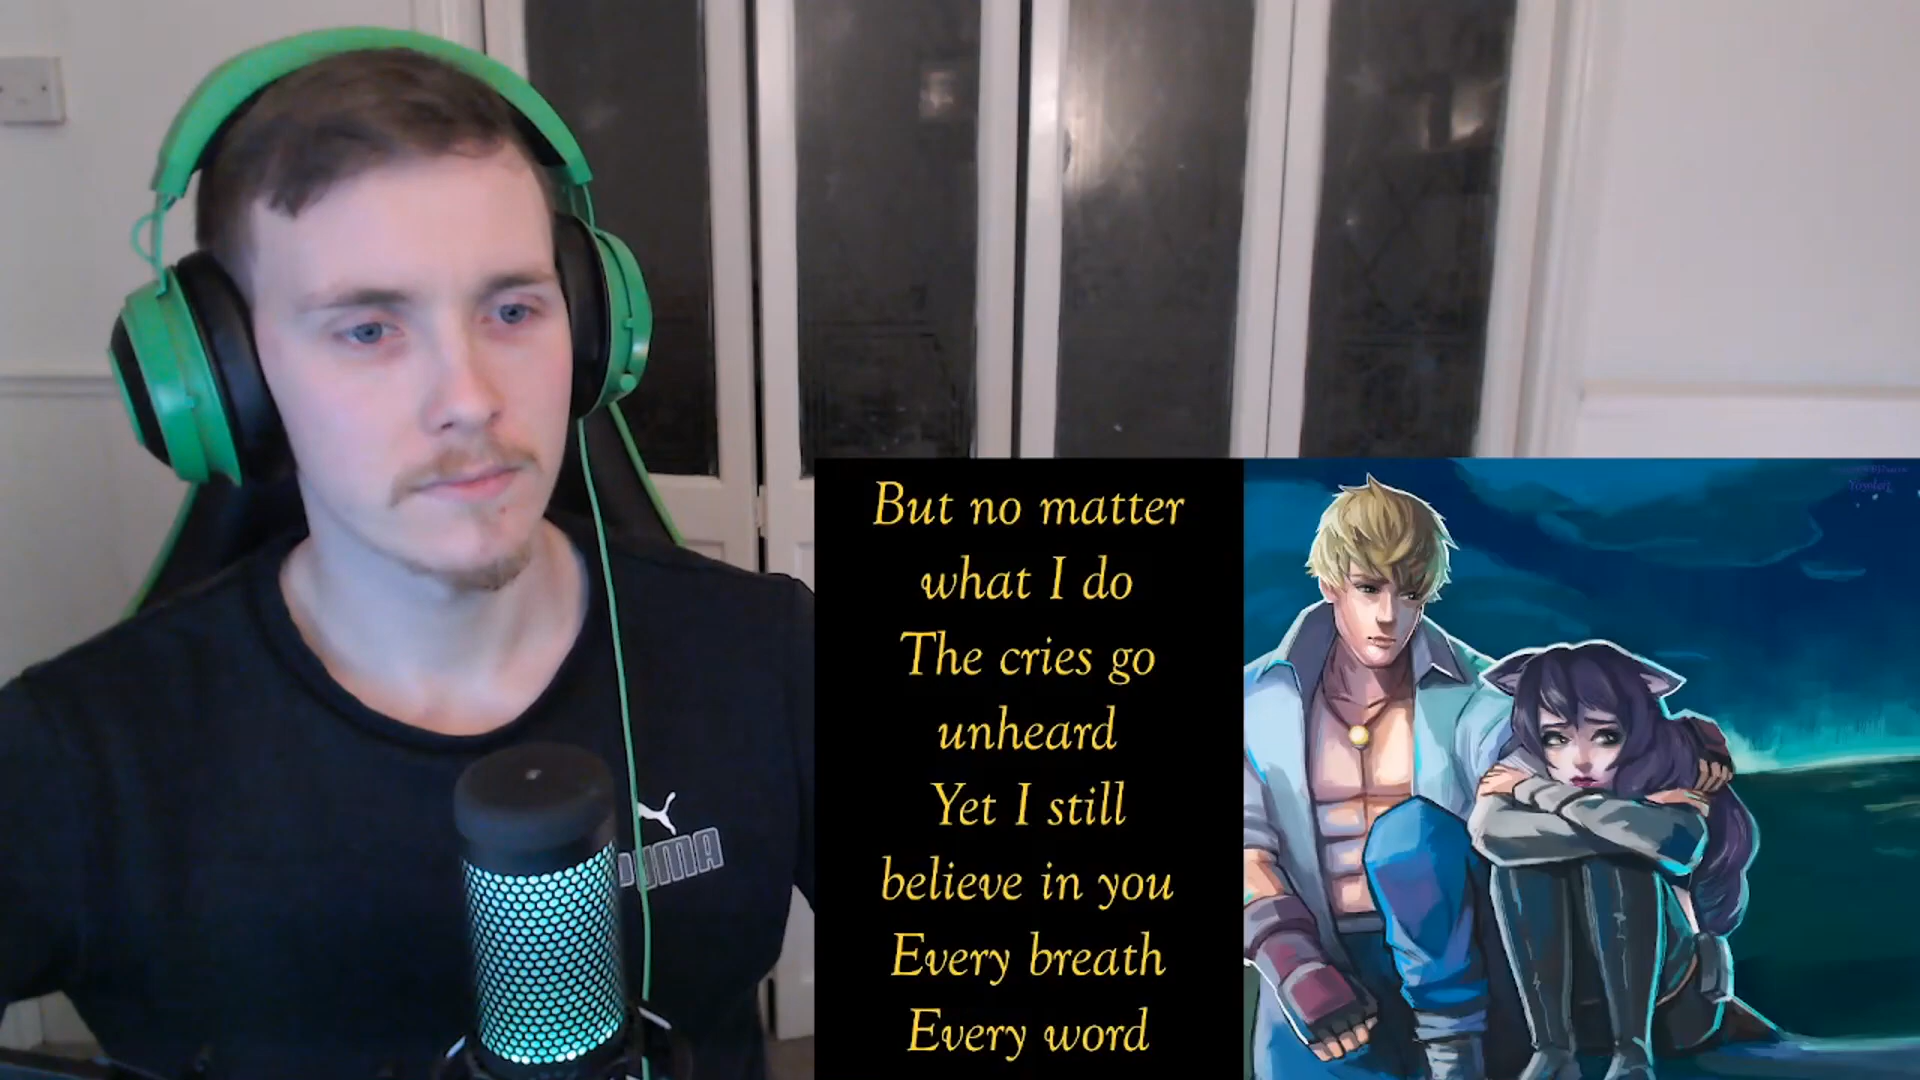 But no matter
what I do
The cries go
unheard
Yet I still
believe in you
Every breath
Every word
PUMA
Yoyoleif